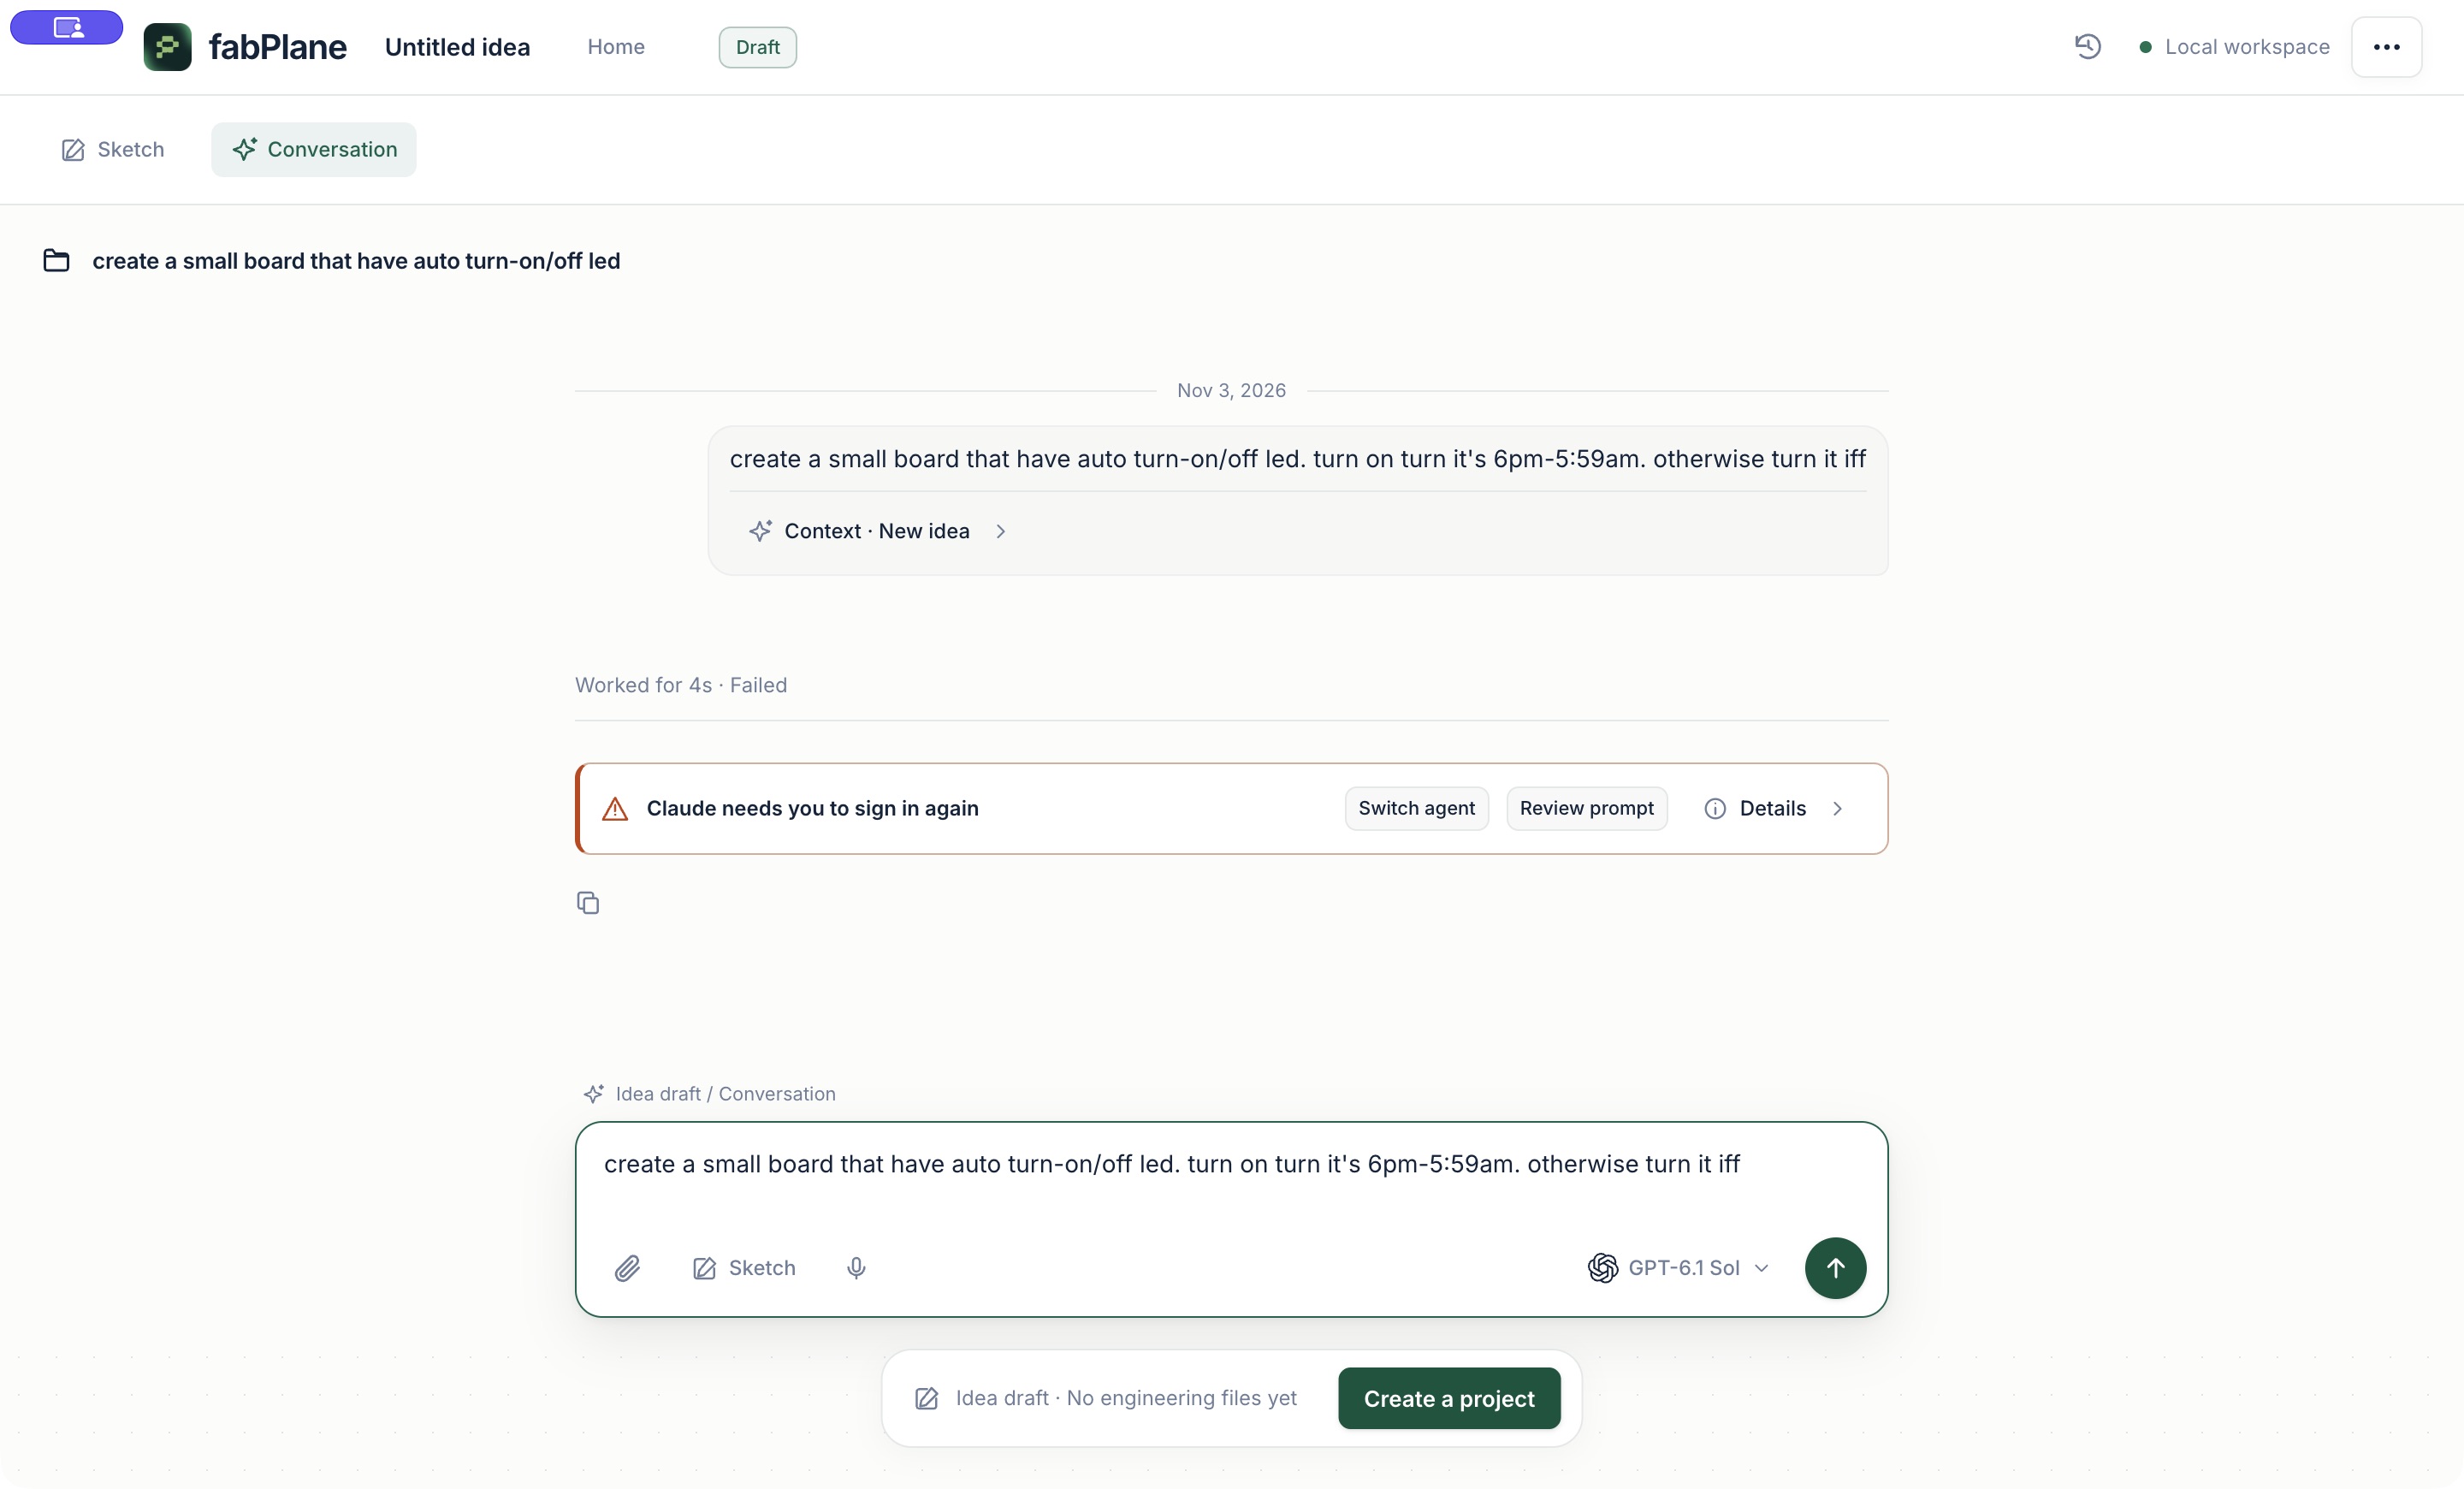 fabPlane
Untitled idea
Home
Draft
Local workspace
Sketch
Conversation
create a small board that have auto turn-on/off led
Nov 3, 2026
create a small board that have auto turn-on/off led. turn on turn it's 6pm-5:59am. otherwise turn it iff
Context · New idea
Worked for 4s · Failed
Claude needs you to sign in again
Switch agent
Review prompt
Details
Idea draft / Conversation
create a small board that have auto turn-on/off led. turn on turn it's 6pm-5:59am. otherwise turn it iff
Sketch
GPT-6.1 Sol
Idea draft · No engineering files yet
Create a project